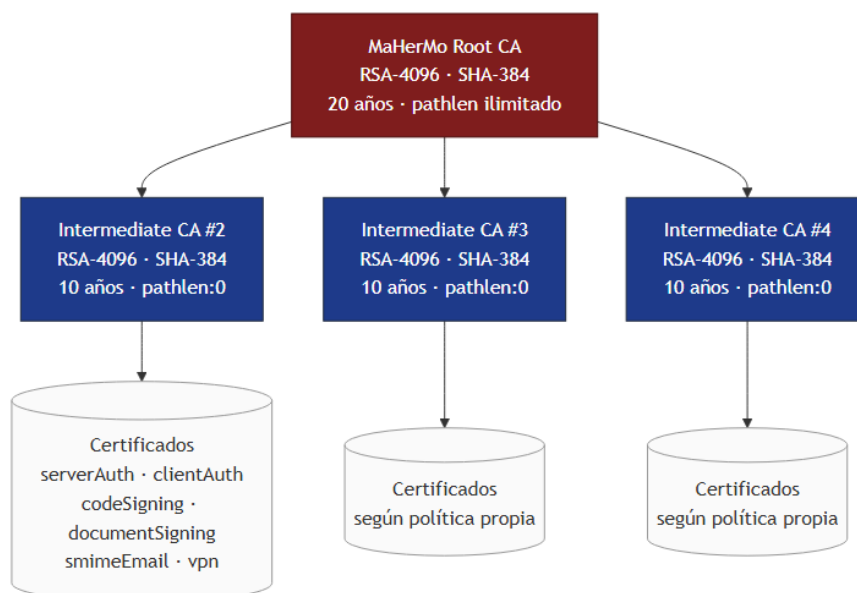 MaHerMo Root CA
RSA-4096 · SHA-384
20 años · pathlen ilimitado
Intermediate CA #2
RSA-4096 · SHA-384
10 años · pathlen:0
Intermediate CA #3
RSA-4096 · SHA-384
10 años · pathlen:0
Intermediate CA #4
RSA-4096 · SHA-384
10 años · pathlen:0
Certificados
serverAuth · clientAuth
codeSigning ·
documentSigning
smimeEmail · vpn
Certificados
según política propia
Certificados
según política propia